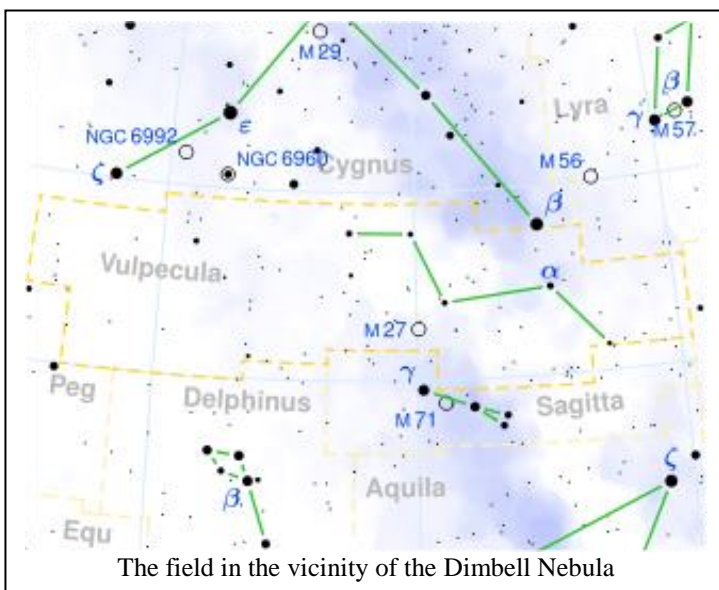 M 29
Lyra
β
γ
M 57
ε
NGC 6992
NGC 6960
Cygnus
M 56
ζ
β
Vulpecula
α
M 27
Peg
Delphinus
γ
Sagitta
M 71
ζ
β
Aquila
Equ
The field in the vicinity of the Dimbell Nebula